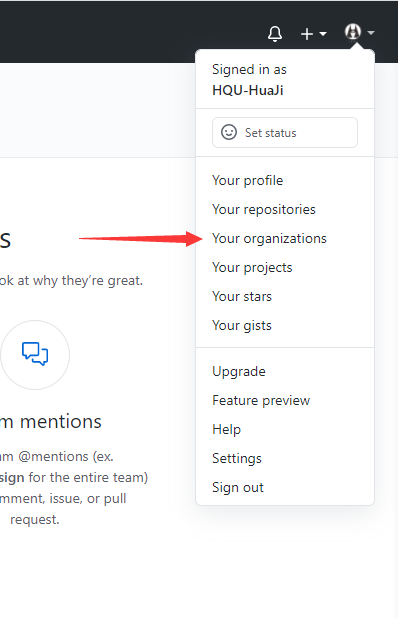 Signed in as
HQU-HuaJi
Set status
Your profile
Your repositories
Your organizations
Your projects
Your stars
Your gists
Upgrade
Feature preview
Help
Settings
Sign out
s
ok at why they’re great.
m mentions
am @mentions (ex.
sign for the entire team)
mment, issue, or pull
request.